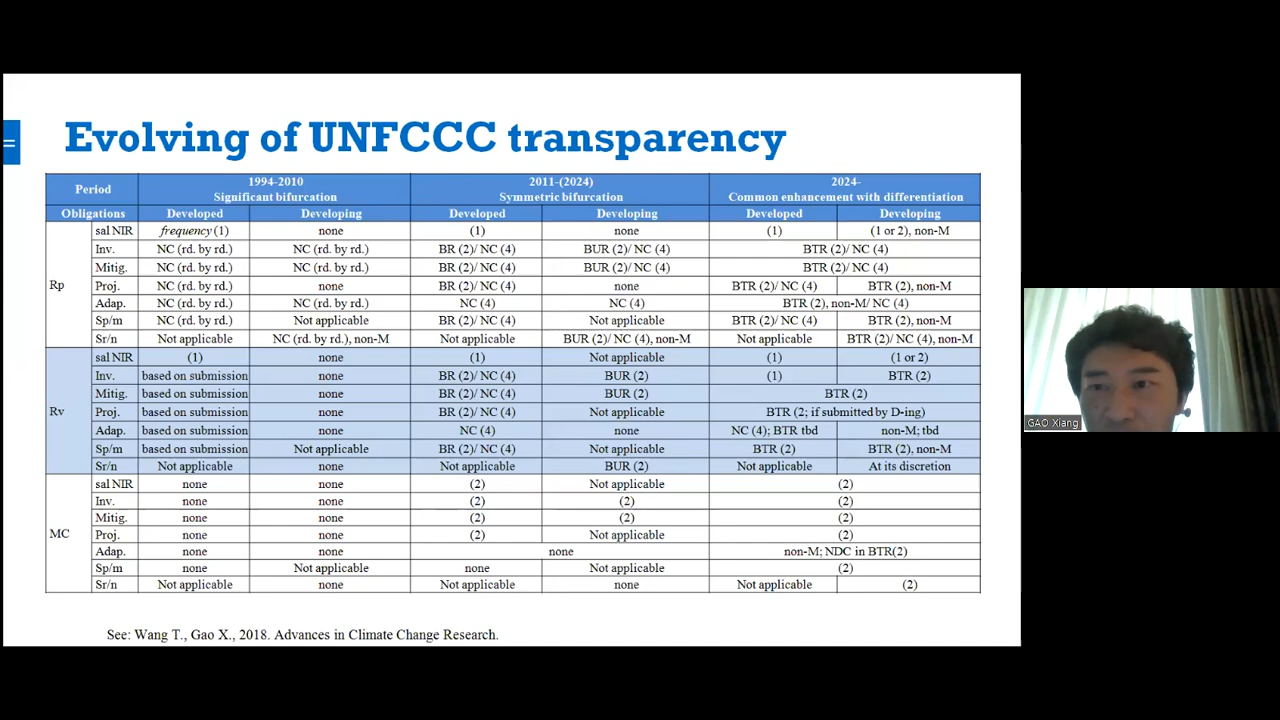 Evolving of UNFCCC transparency
Period 1994-2010 2011-(2024) 2024-
Significant bifurcation Symmetric bifurcation Common enhancement with differentiation
Obligations Developed Developing Developed Developing Developed Developing
Rp
sal NIR frequency (1) none (1) none (1) (1 or 2), non-M
Inv. NC (rd. by rd.) NC (rd. by rd.) BR (2)/ NC (4) BUR (2)/ NC (4) BTR (2)/ NC (4)
Mitig. NC (rd. by rd.) NC (rd. by rd.) BR (2)/ NC (4) BUR (2)/ NC (4) BTR (2)/ NC (4)
Proj. NC (rd. by rd.) none BR (2)/ NC (4) none BTR (2)/ NC (4) BTR (2), non-M
Adap. NC (rd. by rd.) NC (rd. by rd.) NC (4) NC (4) BTR (2), non-M/ NC (4)
Sp/m NC (rd. by rd.) Not applicable BR (2)/ NC (4) Not applicable BTR (2)/ NC (4) BTR (2), non-M
Sr/n Not applicable NC (rd. by rd.), non-M Not applicable BUR (2)/ NC (4), non-M Not applicable BTR (2)/ NC (4), non-M
Rv
sal NIR (1) none (1) Not applicable (1) (1 or 2)
Inv. based on submission none BR (2)/ NC (4) BUR (2) (1) BTR (2)
Mitig. based on submission none BR (2)/ NC (4) BUR (2) BTR (2)
Proj. based on submission none BR (2)/ NC (4) Not applicable BTR (2; if submitted by D-ing)
Adap. based on submission none NC (4) none NC (4); BTR tbd non-M; tbd
Sp/m based on submission Not applicable BR (2)/ NC (4) Not applicable BTR (2) BTR (2), non-M
Sr/n Not applicable none Not applicable BUR (2) Not applicable At its discretion
MC
sal NIR none none (2) Not applicable (2)
Inv. none none (2) (2) (2)
Mitig. none none (2) (2) (2)
Proj. none none (2) Not applicable (2)
Adap. none none none non-M; NDC in BTR(2)
Sp/m none Not applicable none Not applicable (2)
Sr/n Not applicable none Not applicable none Not applicable (2)
See: Wang T., Gao X., 2018. Advances in Climate Change Research.
GAO Xiang